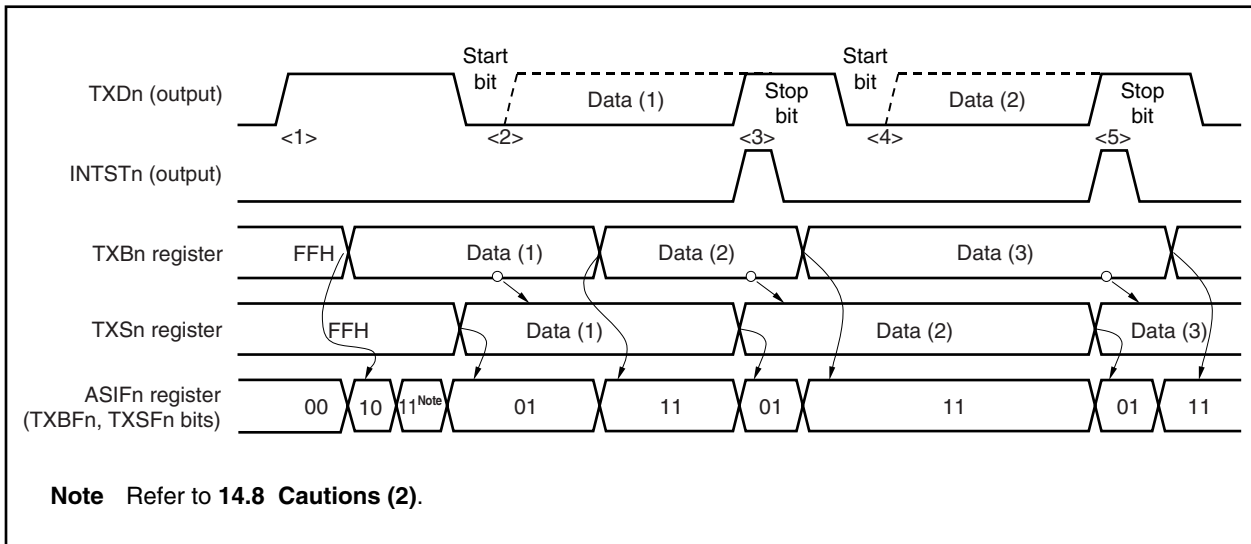 Start bit
Start bit
TXDn (output)
Data (1)
Stop bit
Data (2)
Stop bit
<1>
<2>
<3>
<4>
<5>
INTSTn (output)
TXBn register
FFH
Data (1)
Data (2)
Data (3)
TXSn register
FFH
Data (1)
Data (2)
Data (3)
ASIFn register
(TXBFn, TXSFn bits)
00
10
11Note
01
11
01
11
01
11
Note Refer to 14.8 Cautions (2).